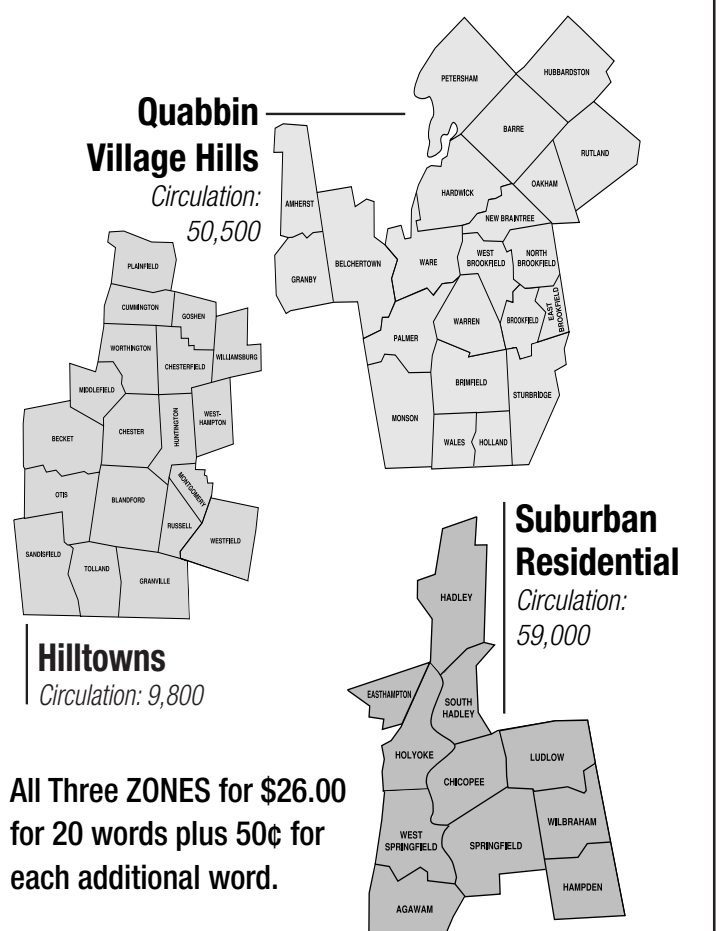 Quabbin
Village Hills
Circulation:
50,500
PETERSHAM
HUBBARDSTON
BARRE
RUTLAND
HARDWICK
OAKHAM
NEW BRAINTREE
AMHERST
GRANBY
BELCHERTOWN
WARE
WEST
BROOKFIELD
NORTH
BROOKFIELD
EAST
BROOKFIELD
BROOKFIELD
WARREN
PALMER
BRIMFIELD
STURBRIDGE
MONSON
WALES
HOLLAND
PLAINFIELD
CUMMINGTON
GOSHEN
WORTHINGTON
CHESTERFIELD
WILLIAMSBURG
MIDDLEFIELD
BECKET
CHESTER
HUNTINGTON
WEST-
HAMPTON
MONTGOMERY
OTIS
BLANDFORD
RUSSELL
WESTFIELD
SANDISFIELD
TOLLAND
GRANVILLE
Hilltowns
Circulation: 9,800
Suburban
Residential
Circulation:
59,000
HADLEY
EASTHAMPTON
SOUTH
HADLEY
HOLYOKE
CHICOPEE
LUDLOW
WEST
SPRINGFIELD
SPRINGFIELD
WILBRAHAM
HAMPDEN
AGAWAM
All Three ZONES for $26.00
for 20 words plus 50¢ for
each additional word.